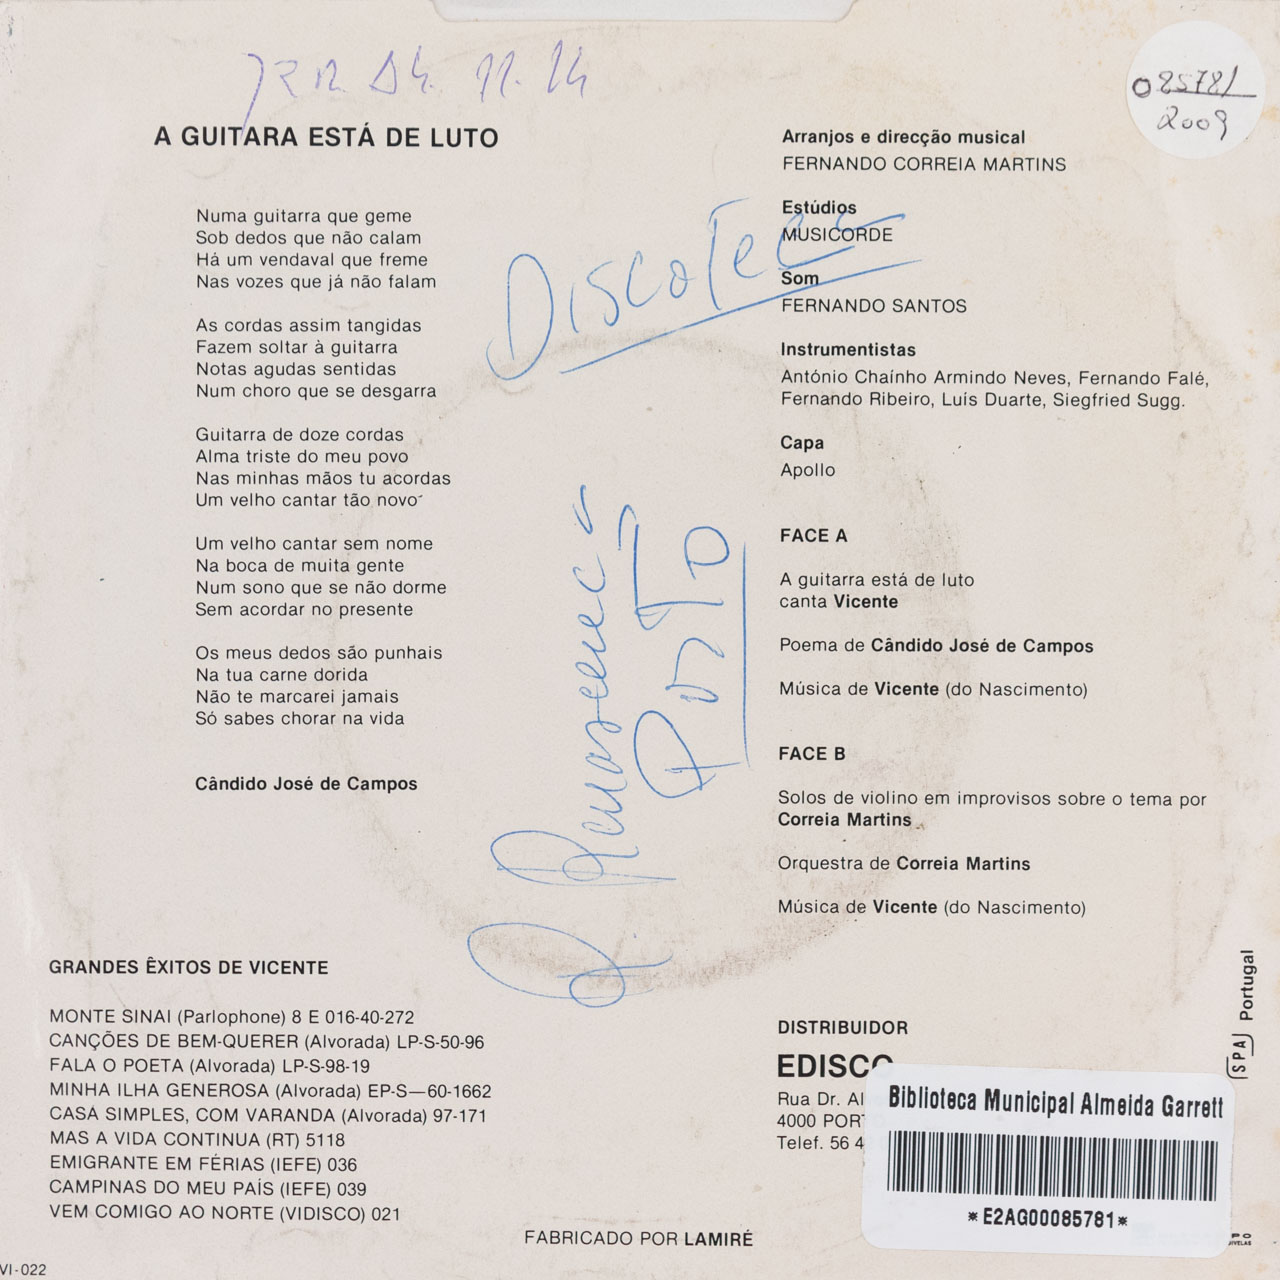 04.11.14
085781
2009
A GUITARA ESTÁ DE LUTO
Numa guitarra que geme
Sob dedos que não calam
Há um vendaval que freme
Nas vozes que já não falam
As cordas assim tangidas
Fazem soltar à guitarra
Notas agudas sentidas
Num choro que se desgarra
Guitarra de doze cordas
Alma triste do meu povo
Nas minhas mãos tu acordas
Um velho cantar tão novo
Um velho cantar sem nome
Na boca de muita gente
Num sono que se não dorme
Sem acordar no presente
Os meus dedos são punhais
Na tua carne dorida
Não te marcarei jamais
Só sabes chorar na vida
Cândido José de Campos
GRANDES ÊXITOS DE VICENTE
MONTE SINAI (Parlophone) 8 E 016-40-272
CANÇÕES DE BEM-QUERER (Alvorada) LP-S-50-96
FALA O POETA (Alvorada) LP-S-98-19
MINHA ILHA GENEROSA (Alvorada) EP-S—60-1662
CASA SIMPLES, COM VARANDA (Alvorada) 97-171
MAS A VIDA CONTINUA (RT) 5118
EMIGRANTE EM FÉRIAS (IEFE) 036
CAMPINAS DO MEU PAÍS (IEFE) 039
VEM COMIGO AO NORTE (VIDISCO) 021
VI-022
Discoteca
Porto
Arranjos e direcção musical
FERNANDO CORREIA MARTINS
Estúdios
MUSICORDE
Som
FERNANDO SANTOS
Instrumentistas
António Chaínho Armindo Neves, Fernando Falé,
Fernando Ribeiro, Luís Duarte, Siegfried Sugg.
Capa
Apollo
FACE A
A guitarra está de luto
canta Vicente
Poema de Cândido José de Campos
Música de Vicente (do Nascimento)
FACE B
Solos de violino em improvisos sobre o tema por
Correia Martins
Orquestra de Correia Martins
Música de Vicente (do Nascimento)
DISTRIBUIDOR
EDISCO
Rua Dr. Al
4000 PORT
Telef. 56 4
SPA Portugal
Biblioteca Municipal Almeida Garrett
*E2AG00085781*
FABRICADO POR LAMIRÉ